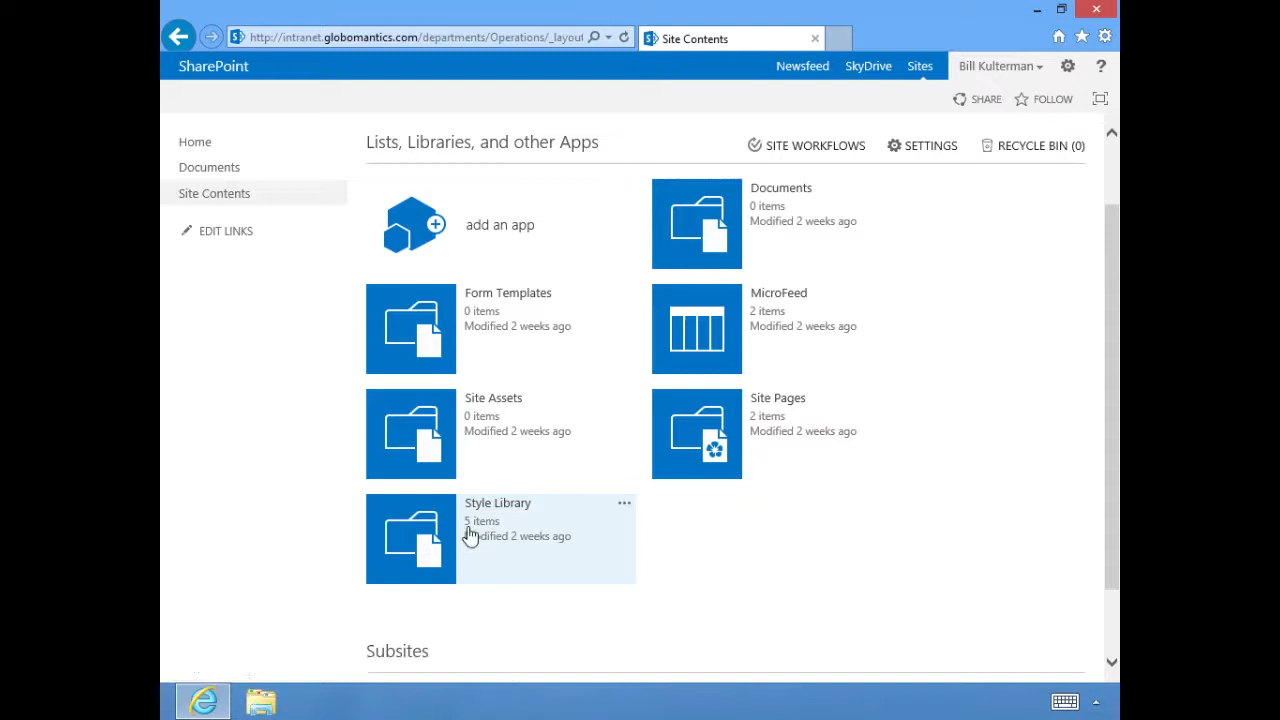 http://intranet.globomantics.com/departments/Operations/_layout
Site Contents
SharePoint
Newsfeed
SkyDrive
Sites
Bill Kulterman
?
SHARE
FOLLOW
Home
Documents
Site Contents
EDIT LINKS
Lists, Libraries, and other Apps
SITE WORKFLOWS
SETTINGS
RECYCLE BIN (0)
add an app
Documents
0 items
Modified 2 weeks ago
Form Templates
0 items
Modified 2 weeks ago
MicroFeed
2 items
Modified 2 weeks ago
Site Assets
0 items
Modified 2 weeks ago
Site Pages
2 items
Modified 2 weeks ago
Style Library
5 items
Modified 2 weeks ago
Subsites